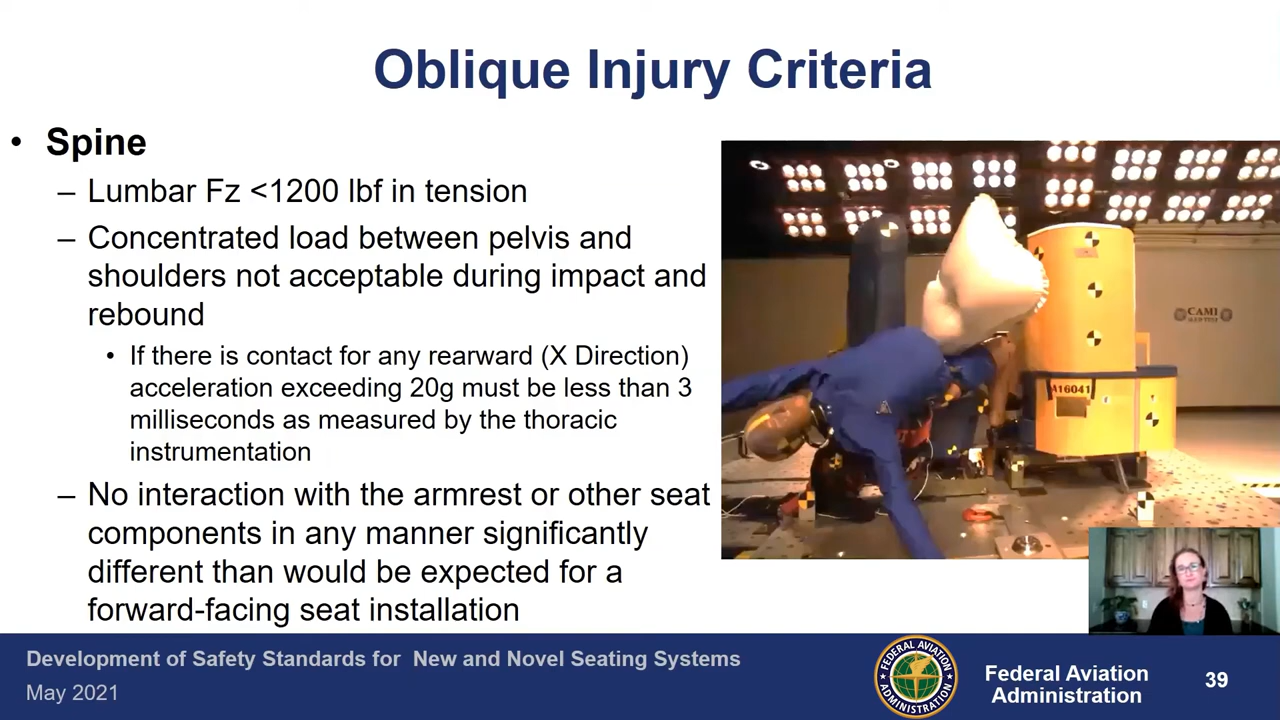 Oblique Injury Criteria
• Spine
– Lumbar Fz <1200 lbf in tension
– Concentrated load between pelvis and
shoulders not acceptable during impact and
rebound
• If there is contact for any rearward (X Direction)
acceleration exceeding 20g must be less than 3
milliseconds as measured by the thoracic
instrumentation
– No interaction with the armrest or other seat
components in any manner significantly
different than would be expected for a
forward-facing seat installation
CAMI
A16041
Development of Safety Standards for New and Novel Seating Systems
May 2021
FEDERAL AVIATION
ADMINISTRATION
Federal Aviation
Administration
39